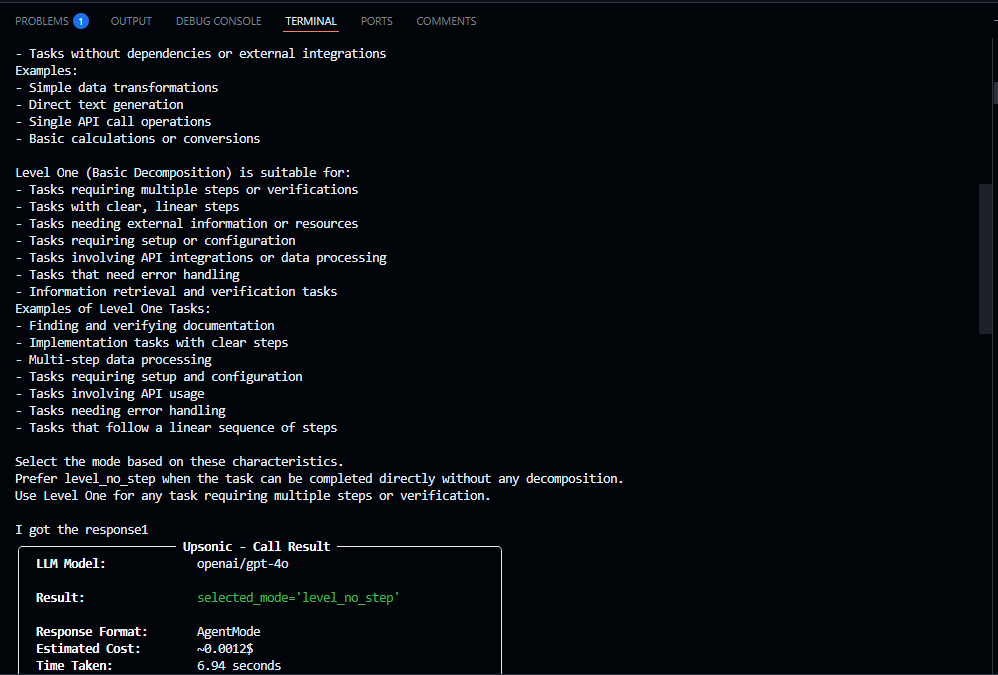 PROBLEMS 1 OUTPUT DEBUG CONSOLE TERMINAL PORTS COMMENTS
- Tasks without dependencies or external integrations
Examples:
- Simple data transformations
- Direct text generation
- Single API call operations
- Basic calculations or conversions
Level One (Basic Decomposition) is suitable for:
- Tasks requiring multiple steps or verifications
- Tasks with clear, linear steps
- Tasks needing external information or resources
- Tasks requiring setup or configuration
- Tasks involving API integrations or data processing
- Tasks that need error handling
- Information retrieval and verification tasks
Examples of Level One Tasks:
- Finding and verifying documentation
- Implementation tasks with clear steps
- Multi-step data processing
- Tasks requiring setup and configuration
- Tasks involving API usage
- Tasks needing error handling
- Tasks that follow a linear sequence of steps
Select the mode based on these characteristics.
Prefer level_no_step when the task can be completed directly without any decomposition.
Use Level One for any task requiring multiple steps or verification.
I got the response1
Upsonic - Call Result
LLM Model: openai/gpt-4o
Result: selected_mode='level_no_step'
Response Format: AgentMode
Estimated Cost: ~0.0012$
Time Taken: 6.94 seconds